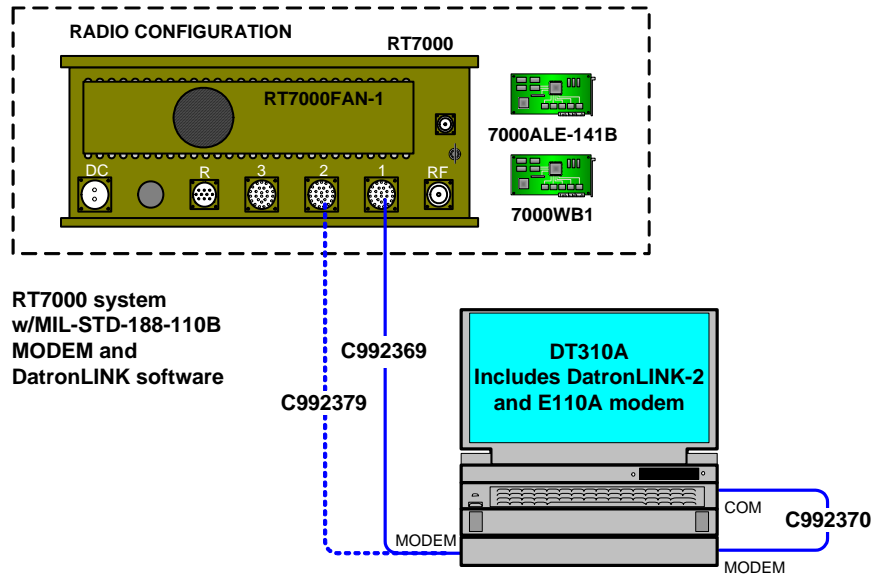 RADIO CONFIGURATION
RT7000
RT7000FAN-1
7000ALE-141B
DC
R
3
2
1
RF
7000WB1
RT7000 system
w/MIL-STD-188-110B
MODEM and
DatronLINK software
C992369
C992379
DT310A
Includes DatronLINK-2
and E110A modem
COM
C992370
MODEM
MODEM